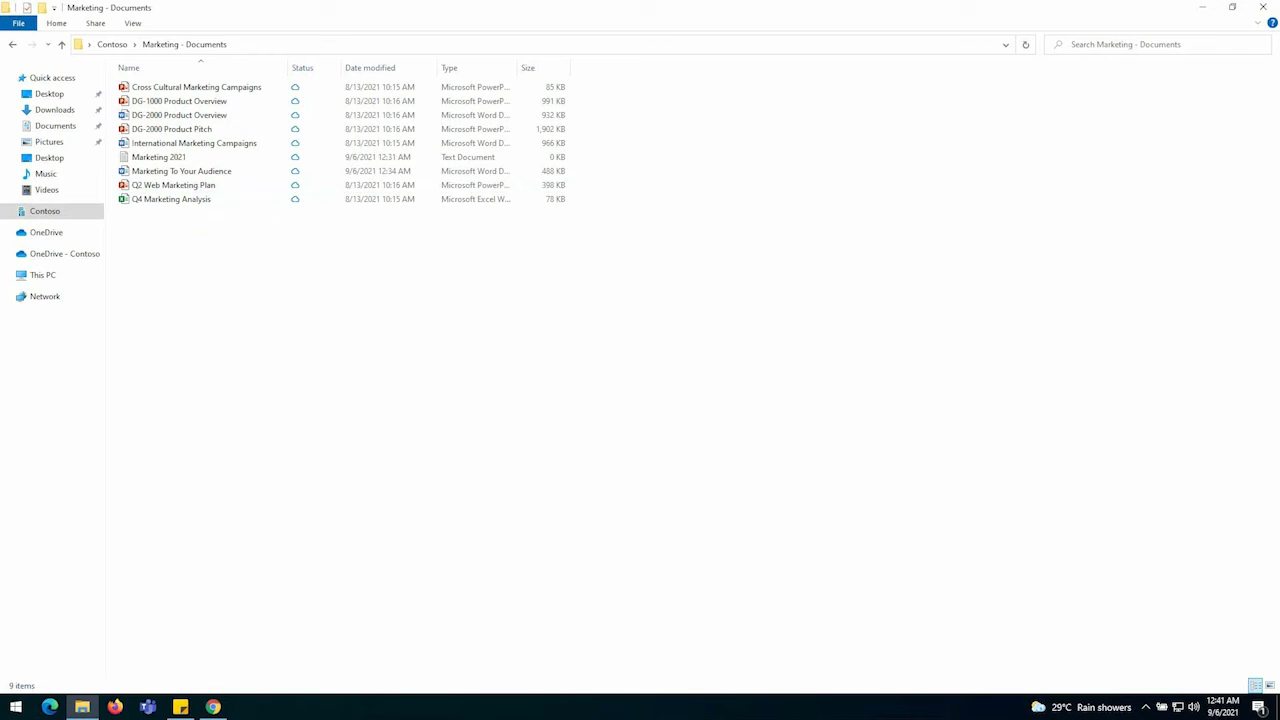 Marketing - Documents
File Home Share View
Contoso Marketing - Documents Search Marketing - Documents
Name Status Date modified Type Size
Quick access
Desktop
Downloads
Documents
Pictures
Desktop
Music
Videos
Contoso
OneDrive
OneDrive - Contoso
This PC
Network
Cross Cultural Marketing Campaigns 8/13/2021 10:15 AM Microsoft PowerP... 85 KB
DG-1000 Product Overview 8/13/2021 10:16 AM Microsoft PowerP... 991 KB
DG-2000 Product Overview 8/13/2021 10:16 AM Microsoft Word D... 932 KB
DG-2000 Product Pitch 8/13/2021 10:16 AM Microsoft PowerP... 1,902 KB
International Marketing Campaigns 8/13/2021 10:15 AM Microsoft Word D... 966 KB
Marketing 2021 9/6/2021 12:31 AM Text Document 0 KB
Marketing To Your Audience 9/6/2021 12:34 AM Microsoft Word D... 488 KB
Q2 Web Marketing Plan 8/13/2021 10:16 AM Microsoft PowerP... 398 KB
Q4 Marketing Analysis 8/13/2021 10:15 AM Microsoft Excel W... 78 KB
9 items
29°C Rain showers
12:41 AM
9/6/2021